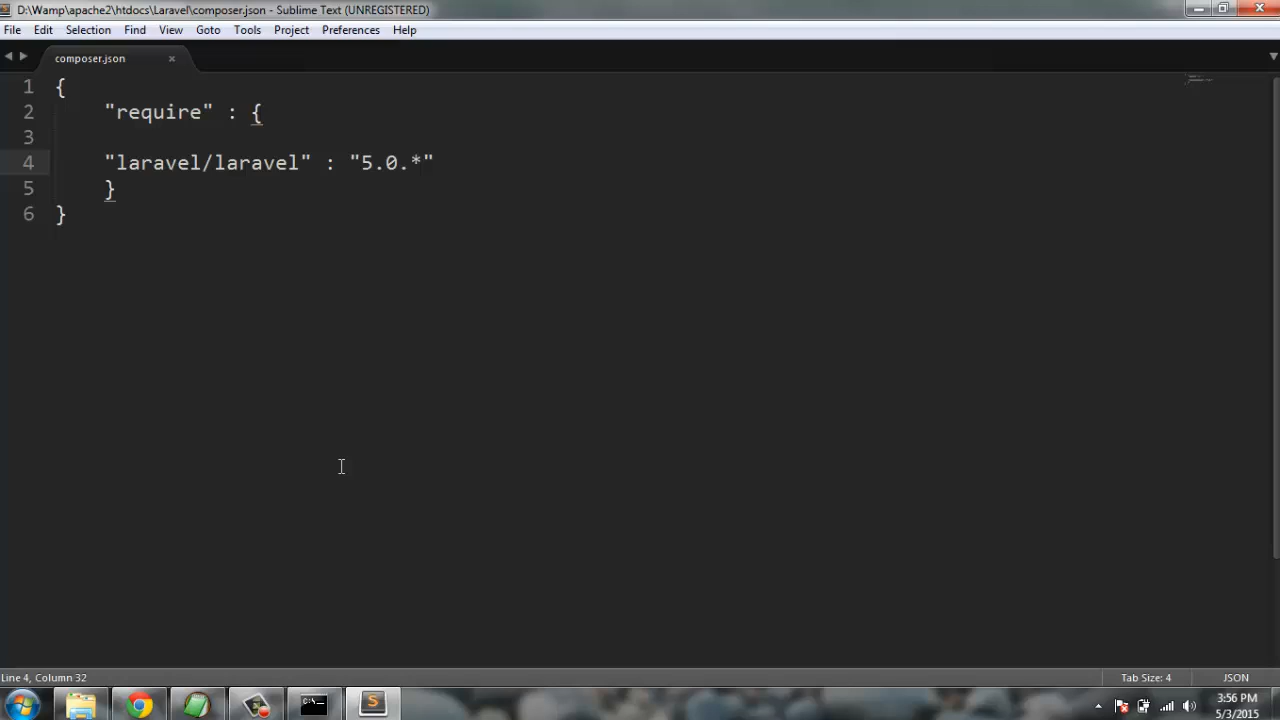 D:\Wamp\apache2\htdocs\Laravel\composer.json - Sublime Text (UNREGISTERED)
File Edit Selection Find View Goto Tools Project Preferences Help
composer.json ×
1 {
2 "require" : {
3
4 "laravel/laravel" : "5.0.*"
5 }
6 }
Line 4, Column 32 Tab Size: 4 JSON
3:56 PM
5/3/2015